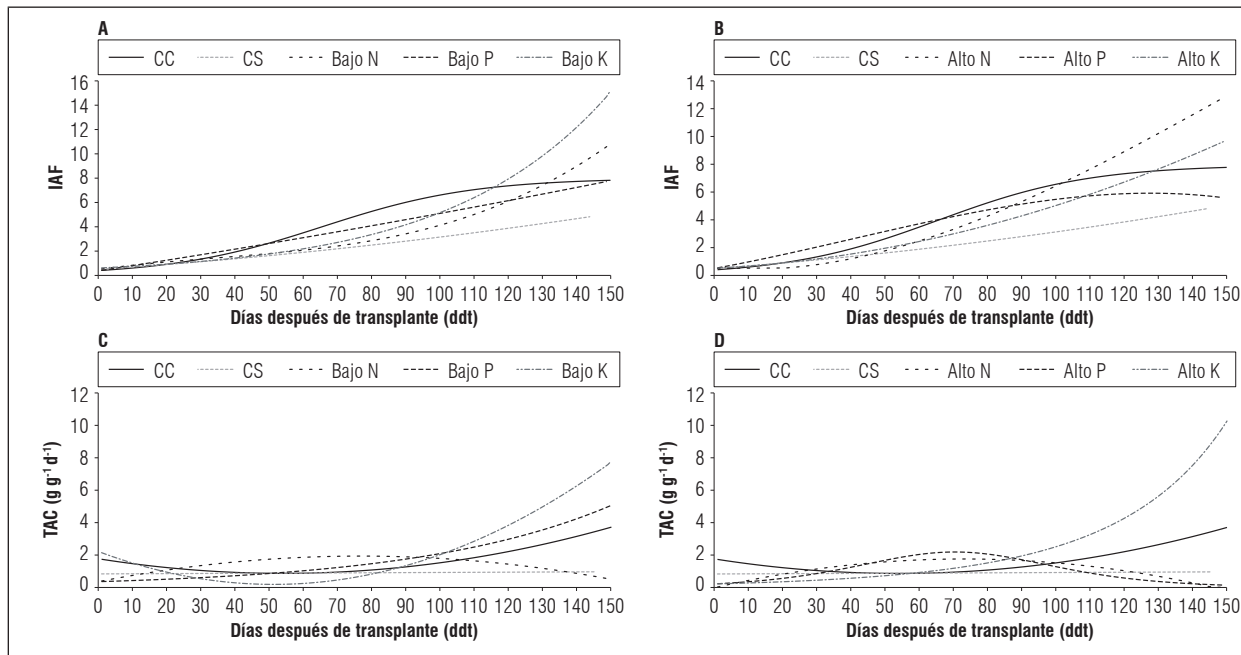 A
CC CS Bajo N Bajo P Bajo K
IAF
16
14
12
10
8
6
4
2
0
0 10 20 30 40 50 60 70 80 90 100 110 120 130 140 150
Días después de transplante (ddt)
B
CC CS Alto N Alto P Alto K
IAF
14
12
10
8
6
4
2
0
0 10 20 30 40 50 60 70 80 90 100 110 120 130 140 150
Días después de transplante (ddt)
C
CC CS Bajo N Bajo P Bajo K
TAC (g g-1 d-1)
12
10
8
6
4
2
0
0 10 20 30 40 50 60 70 80 90 100 110 120 130 140 150
Días después de transplante (ddt)
D
CC CS Alto N Alto P Alto K
TAC (g g-1 d-1)
12
10
8
6
4
2
0
0 10 20 30 40 50 60 70 80 90 100 110 120 130 140 150
Días después de transplante (ddt)